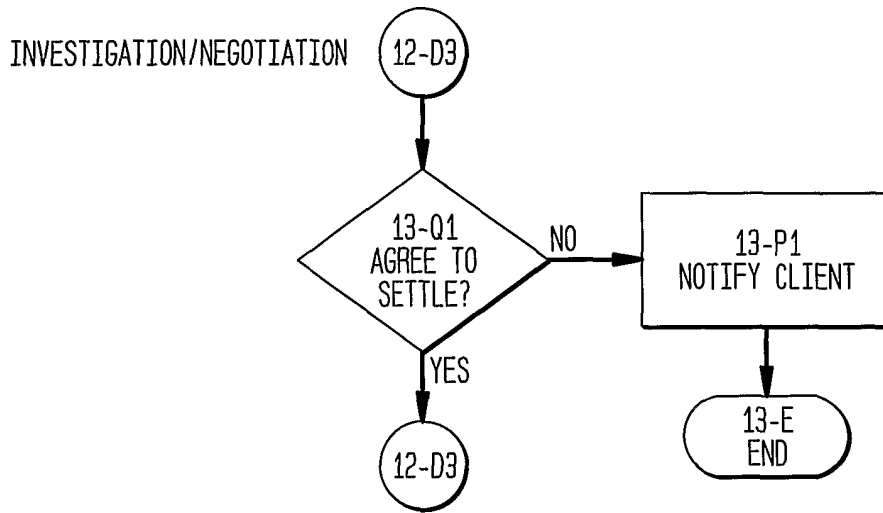 INVESTIGATION/NEGOTIATION
12-D3
13-Q1
AGREE TO
SETTLE?
NO
13-P1
NOTIFY CLIENT
YES
12-D3
13-E
END